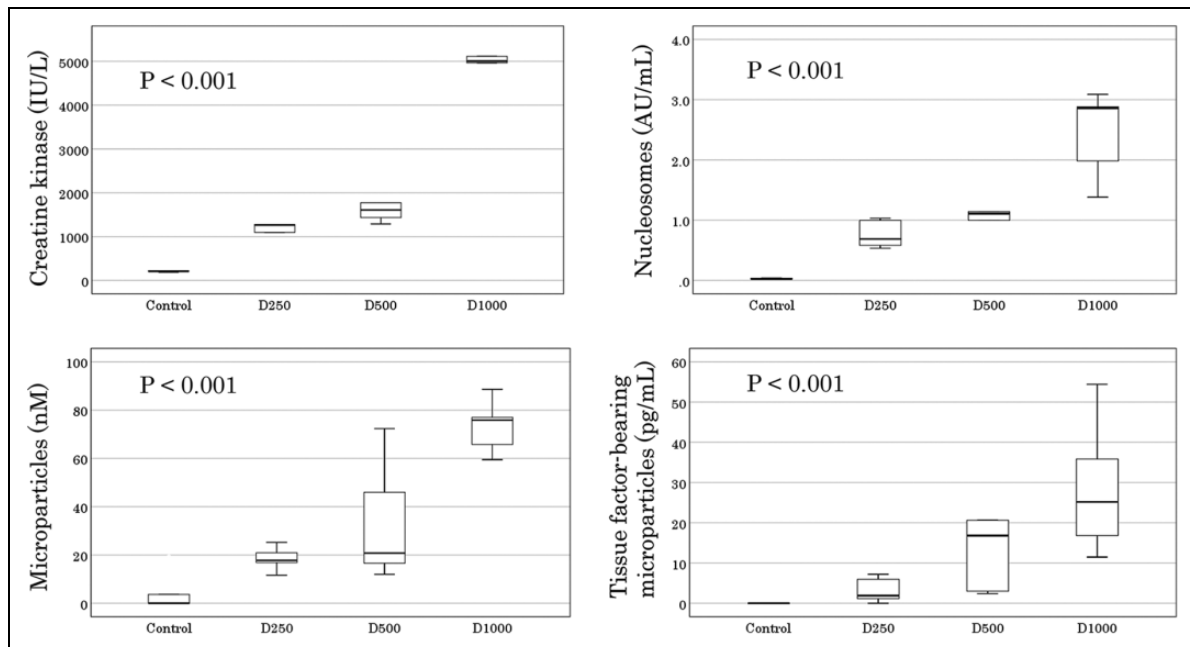 Creatine kinase (IU/L)
P < 0.001
5000
4000
3000
2000
1000
0
Control D250 D500 D1000
Nucleosomes (AU/mL)
P < 0.001
4.0
3.0
2.0
1.0
.0
Control D250 D500 D1000
Microparticles (nM)
P < 0.001
100
80
60
40
20
0
Control D250 D500 D1000
Tissue factor-bearing
microparticles (pg/mL)
P < 0.001
60
50
40
30
20
10
0
Control D250 D500 D1000